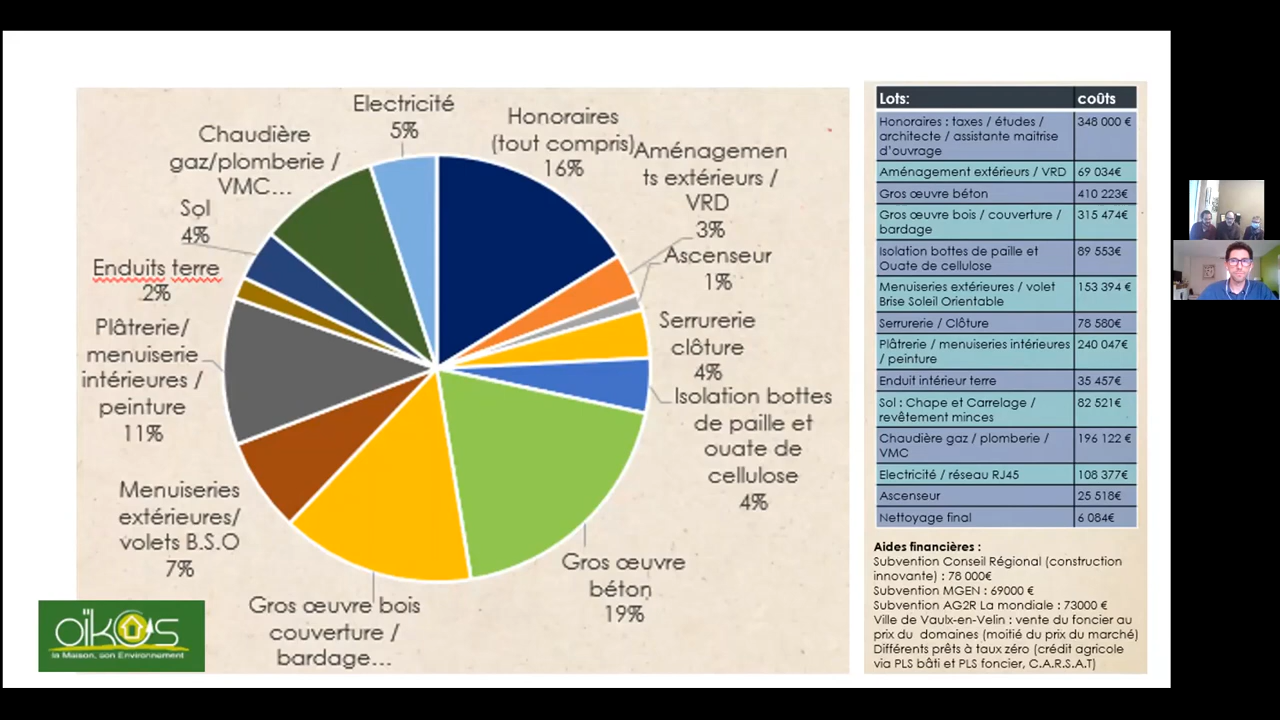 Electricité
5%
Honoraires
(tout compris)
16%
Aménagemen
ts extérieurs /
VRD
3%
Ascenseur
1%
Serrurerie
clôture
4%
Isolation bottes
de paille et
ouate de
cellulose
4%
Gros œuvre
béton
19%
Gros œuvre bois
couverture /
bardage...
Menuiseries
extérieures/
volets B.S.O
7%
Plâtrerie/
menuiserie
intérieures /
peinture
11%
Enduits terre
2%
Sol
4%
Chaudière
gaz/plomberie /
VMC...
oïkos
la Maison, son Environnement
Lots: coûts
Honoraires : taxes / études / 348 000 €
architecte / assistante maitrise
d'ouvrage
Aménagement extérieurs / VRD 69 034€
Gros œuvre béton 410 223€
Gros œuvre bois / couverture / 315 474€
bardage
Isolation bottes de paille et 89 553€
Ouate de cellulose
Menuiseries extérieures / volet 153 394 €
Brise Soleil Orientable
Serrurerie / Clôture 78 580€
Plâtrerie / menuiseries intérieures 240 047€
/ peinture
Enduit intérieur terre 35 457€
Sol : Chape et Carrelage / 82 521€
revêtement minces
Chaudière gaz / plomberie / 196 122 €
VMC
Electricité / réseau RJ45 108 377€
Ascenseur 25 518€
Nettoyage final 6 084€
Aides financières :
Subvention Conseil Régional (construction
innovante) : 78 000€
Subvention MGEN : 69000 €
Subvention AG2R La mondiale : 73000 €
Ville de Vaulx-en-Velin : vente du foncier au
prix du domaines (moitié du prix du marché)
Différents prêts à taux zéro (crédit agricole
via PLS bâti et PLS foncier, C.A.R.S.A.T)